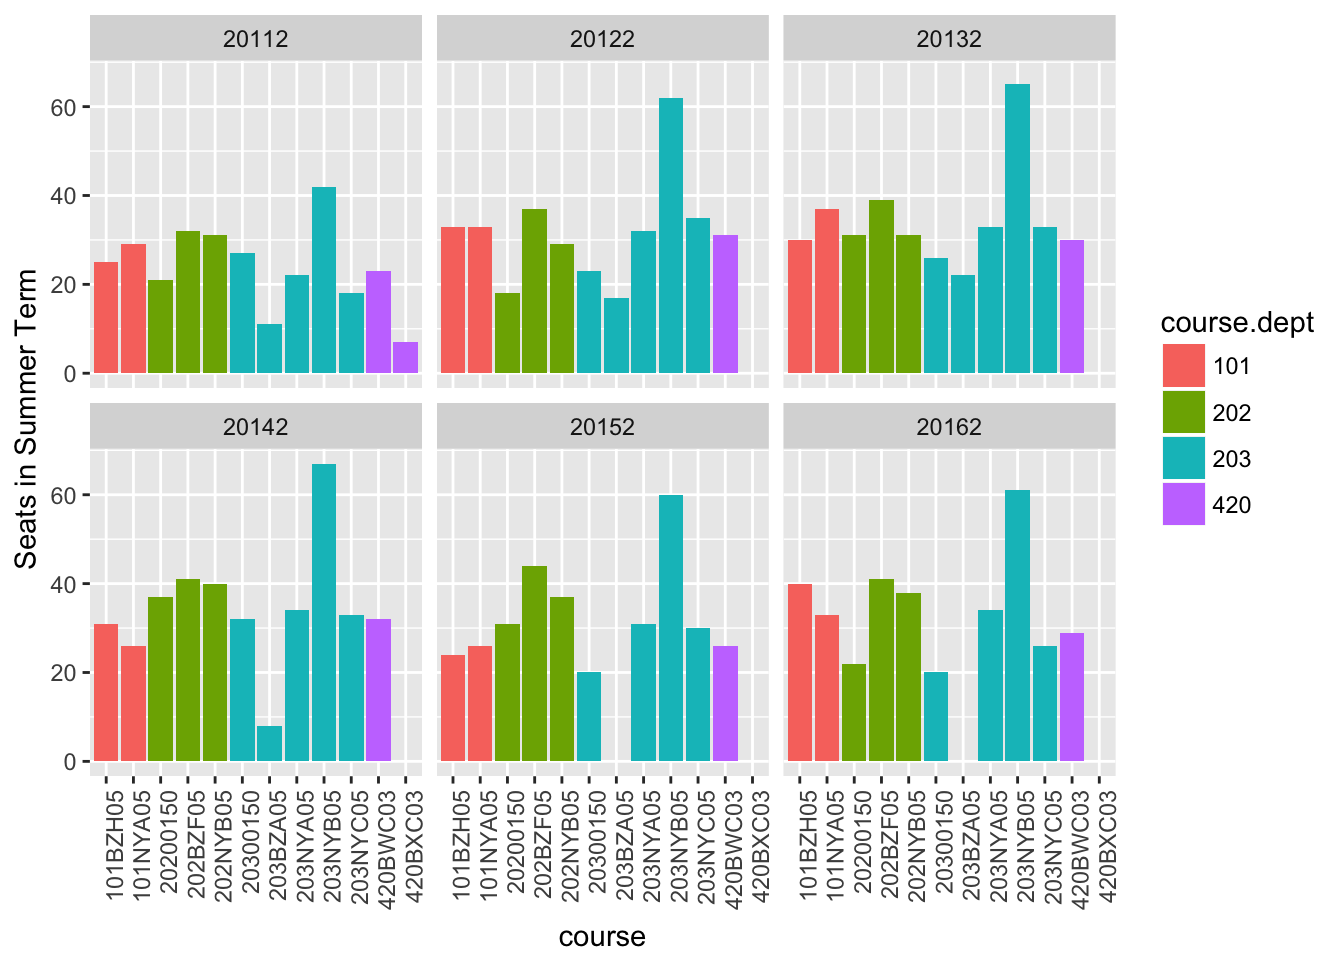 20112
20122
20132
60
40
20
0
20142
20152
20162
60
40
20
0
101BZH05
101NYA05
20200150
202BZF05
202NYB05
20300150
203BZA05
203NYA05
203NYB05
203NYC05
420BWC03
420BXC03
101BZH05
101NYA05
20200150
202BZF05
202NYB05
20300150
203BZA05
203NYA05
203NYB05
203NYC05
420BWC03
420BXC03
101BZH05
101NYA05
20200150
202BZF05
202NYB05
20300150
203BZA05
203NYA05
203NYB05
203NYC05
420BWC03
420BXC03
course
Seats in Summer Term
course.dept
101
202
203
420